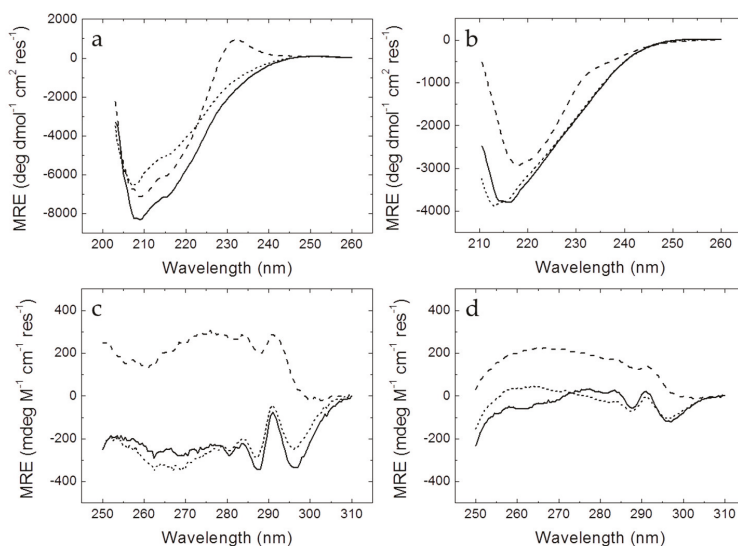 a
2000
0
-2000
-4000
-6000
-8000
MRE (deg dmol⁻¹ cm² res⁻¹)
200 210 220 230 240 250 260
Wavelength (nm)
b
0
-1000
-2000
-3000
-4000
MRE (deg dmol⁻¹ cm² res⁻¹)
210 220 230 240 250 260
Wavelength (nm)
c
400
200
0
-200
-400
MRE (mdeg M⁻¹ cm⁻¹ res⁻¹)
250 260 270 280 290 300 310
Wavelength (nm)
d
400
200
0
-200
-400
MRE (mdeg M⁻¹ cm⁻¹ res⁻¹)
250 260 270 280 290 300 310
Wavelength (nm)